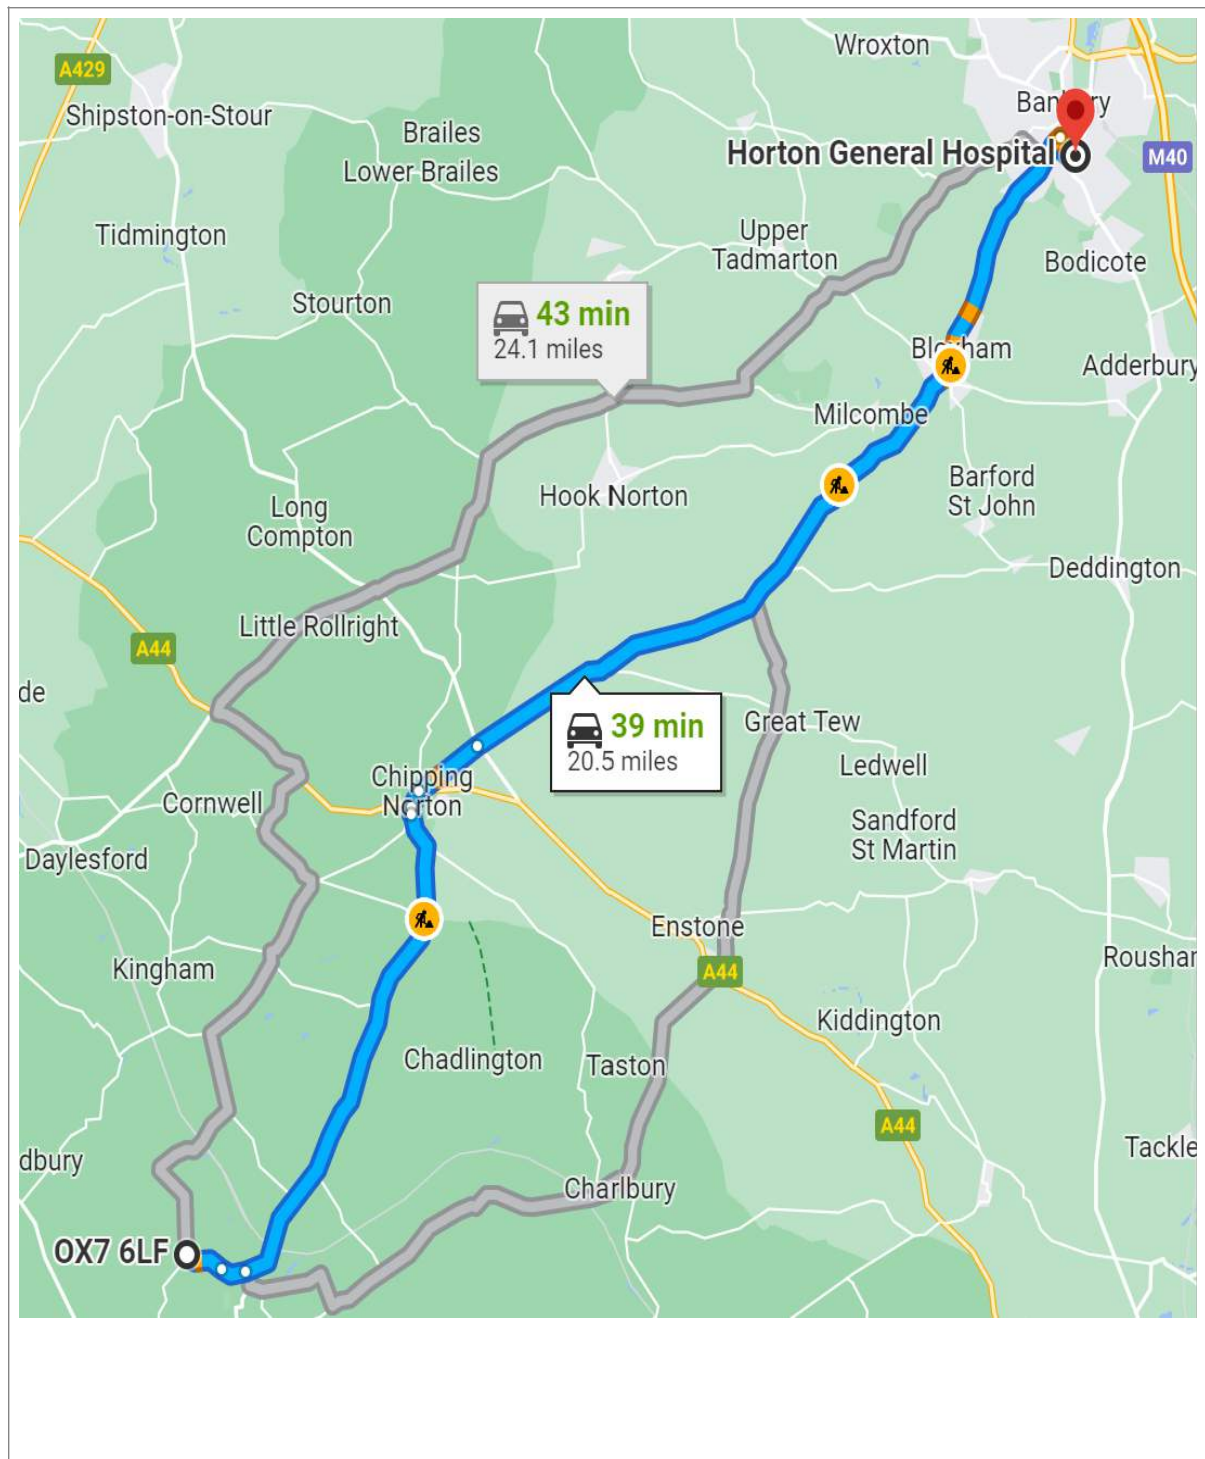 Wroxton
A429
Shipston-on-Stour
Banbury
Brailes
Horton General Hospital
M40
Lower Brailes
Tidmington
Upper
Tadmarton
Bodicote
Stourton
43 min
24.1 miles
Bloxham
Adderbury
Milcombe
Hook Norton
Barford
St John
Long
Compton
Deddington
Little Rollright
A44
de
39 min
20.5 miles
Great Tew
Chipping
Norton
Ledwell
Cornwell
Sandford
St Martin
Daylesford
Enstone
Kingham
A44
Roushar
Kiddington
Chadlington
Taston
A44
dbury
Tackle
Charlbury
OX7 6LF